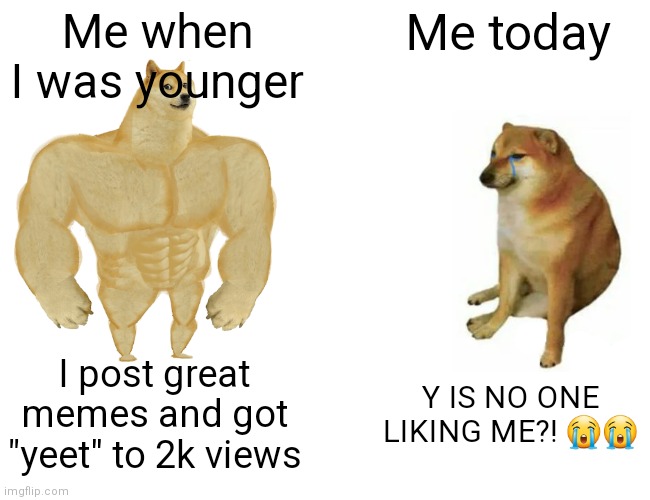 Me when
I was younger
Me today
I post great
memes and got
"yeet" to 2k views
Y IS NO ONE
LIKING ME?! 😭😭
imgflip.com